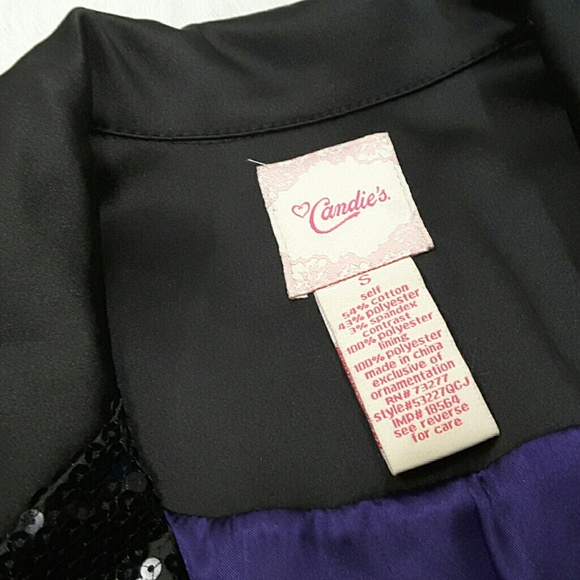 Candie's.
S
self
54% cotton
43% polyester
3% spandex
contrast
100% polyester
lining
100% polyester
made in china
exclusive of
ornamentation
RN# 73277
style#53227QCJ
IMP# 18564
see reverse
for care